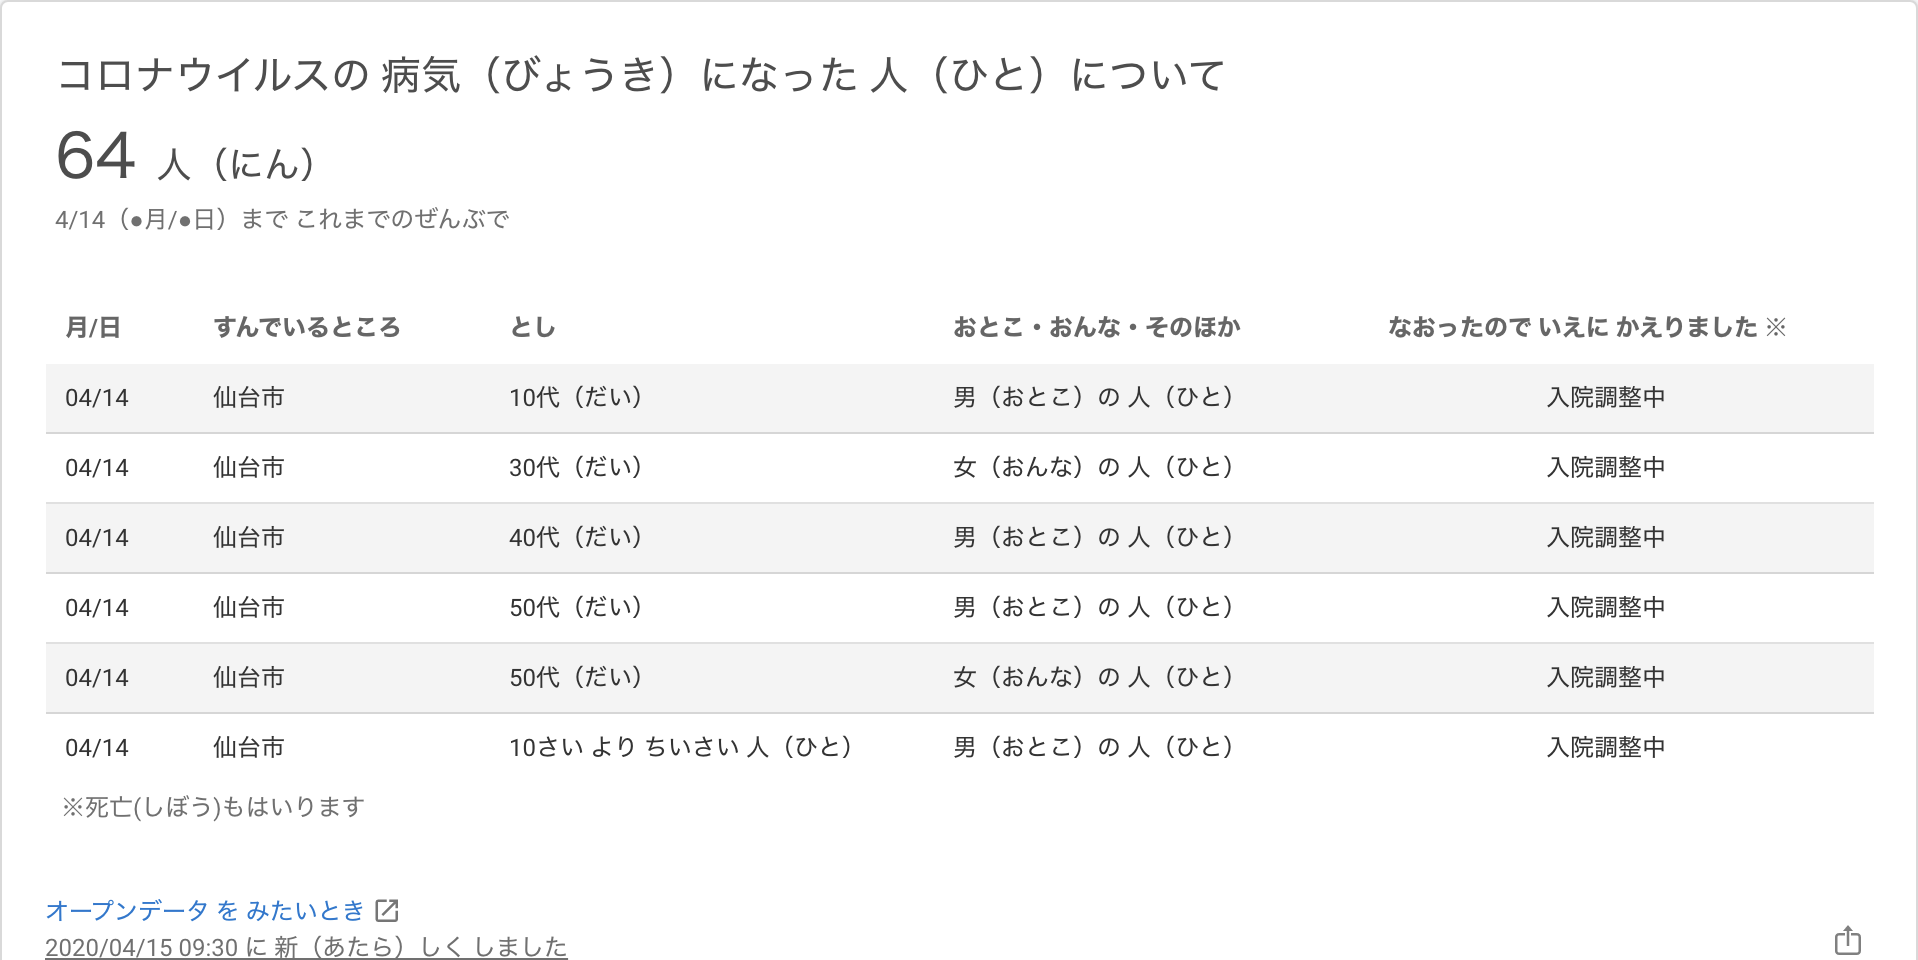 コロナウイルスの 病気（びょうき）になった 人（ひと）について
64 人（にん）
4/14（●月/●日）まで これまでのぜんぶで
月/日 すんでいるところ とし おとこ・おんな・そのほか なおったので いえに かえりました ※
04/14 仙台市 10代（だい） 男（おとこ）の 人（ひと） 入院調整中
04/14 仙台市 30代（だい） 女（おんな）の 人（ひと） 入院調整中
04/14 仙台市 40代（だい） 男（おとこ）の 人（ひと） 入院調整中
04/14 仙台市 50代（だい） 男（おとこ）の 人（ひと） 入院調整中
04/14 仙台市 50代（だい） 女（おんな）の 人（ひと） 入院調整中
04/14 仙台市 10さい より ちいさい 人（ひと） 男（おとこ）の 人（ひと） 入院調整中
※死亡(しぼう)もはいります
オープンデータ を みたいとき
2020/04/15 09:30 に 新（あたら）しく しました